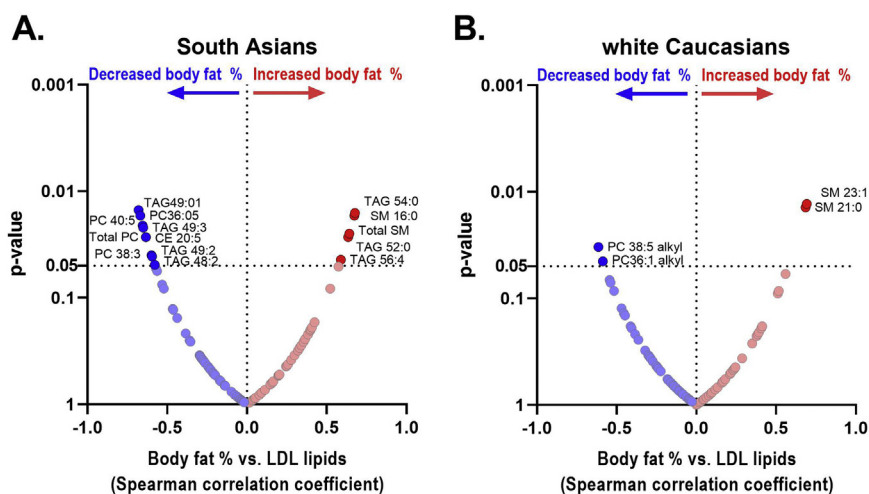 A.
South Asians
Decreased body fat % Increased body fat %
0.001
0.01
0.05
0.1
1
p-value
TAG49:01
PC36:05
PC 40:5
TAG 49:3
Total PC
CE 20:5
TAG 49:2
PC 38:3
TAG 48:2
TAG 54:0
SM 16:0
Total SM
TAG 52:0
TAG 56:4
-1.0 -0.5 0.0 0.5 1.0
Body fat % vs. LDL lipids
(Spearman correlation coefficient)
B.
white Caucasians
Decreased body fat % Increased body fat %
0.001
0.01
0.05
0.1
1
p-value
SM 23:1
SM 21:0
PC 38:5 alkyl
PC36:1 alkyl
-1.0 -0.5 0.0 0.5 1.0
Body fat % vs. LDL lipids
(Spearman correlation coefficient)